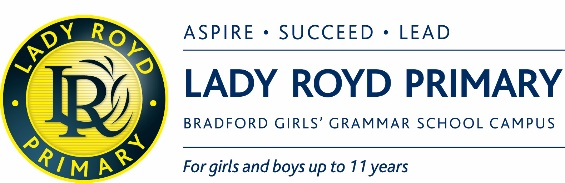 LADY ROYD
LR
PRIMARY
ASPIRE • SUCCEED • LEAD
LADY ROYD PRIMARY
BRADFORD GIRLS' GRAMMAR SCHOOL CAMPUS
For girls and boys up to 11 years